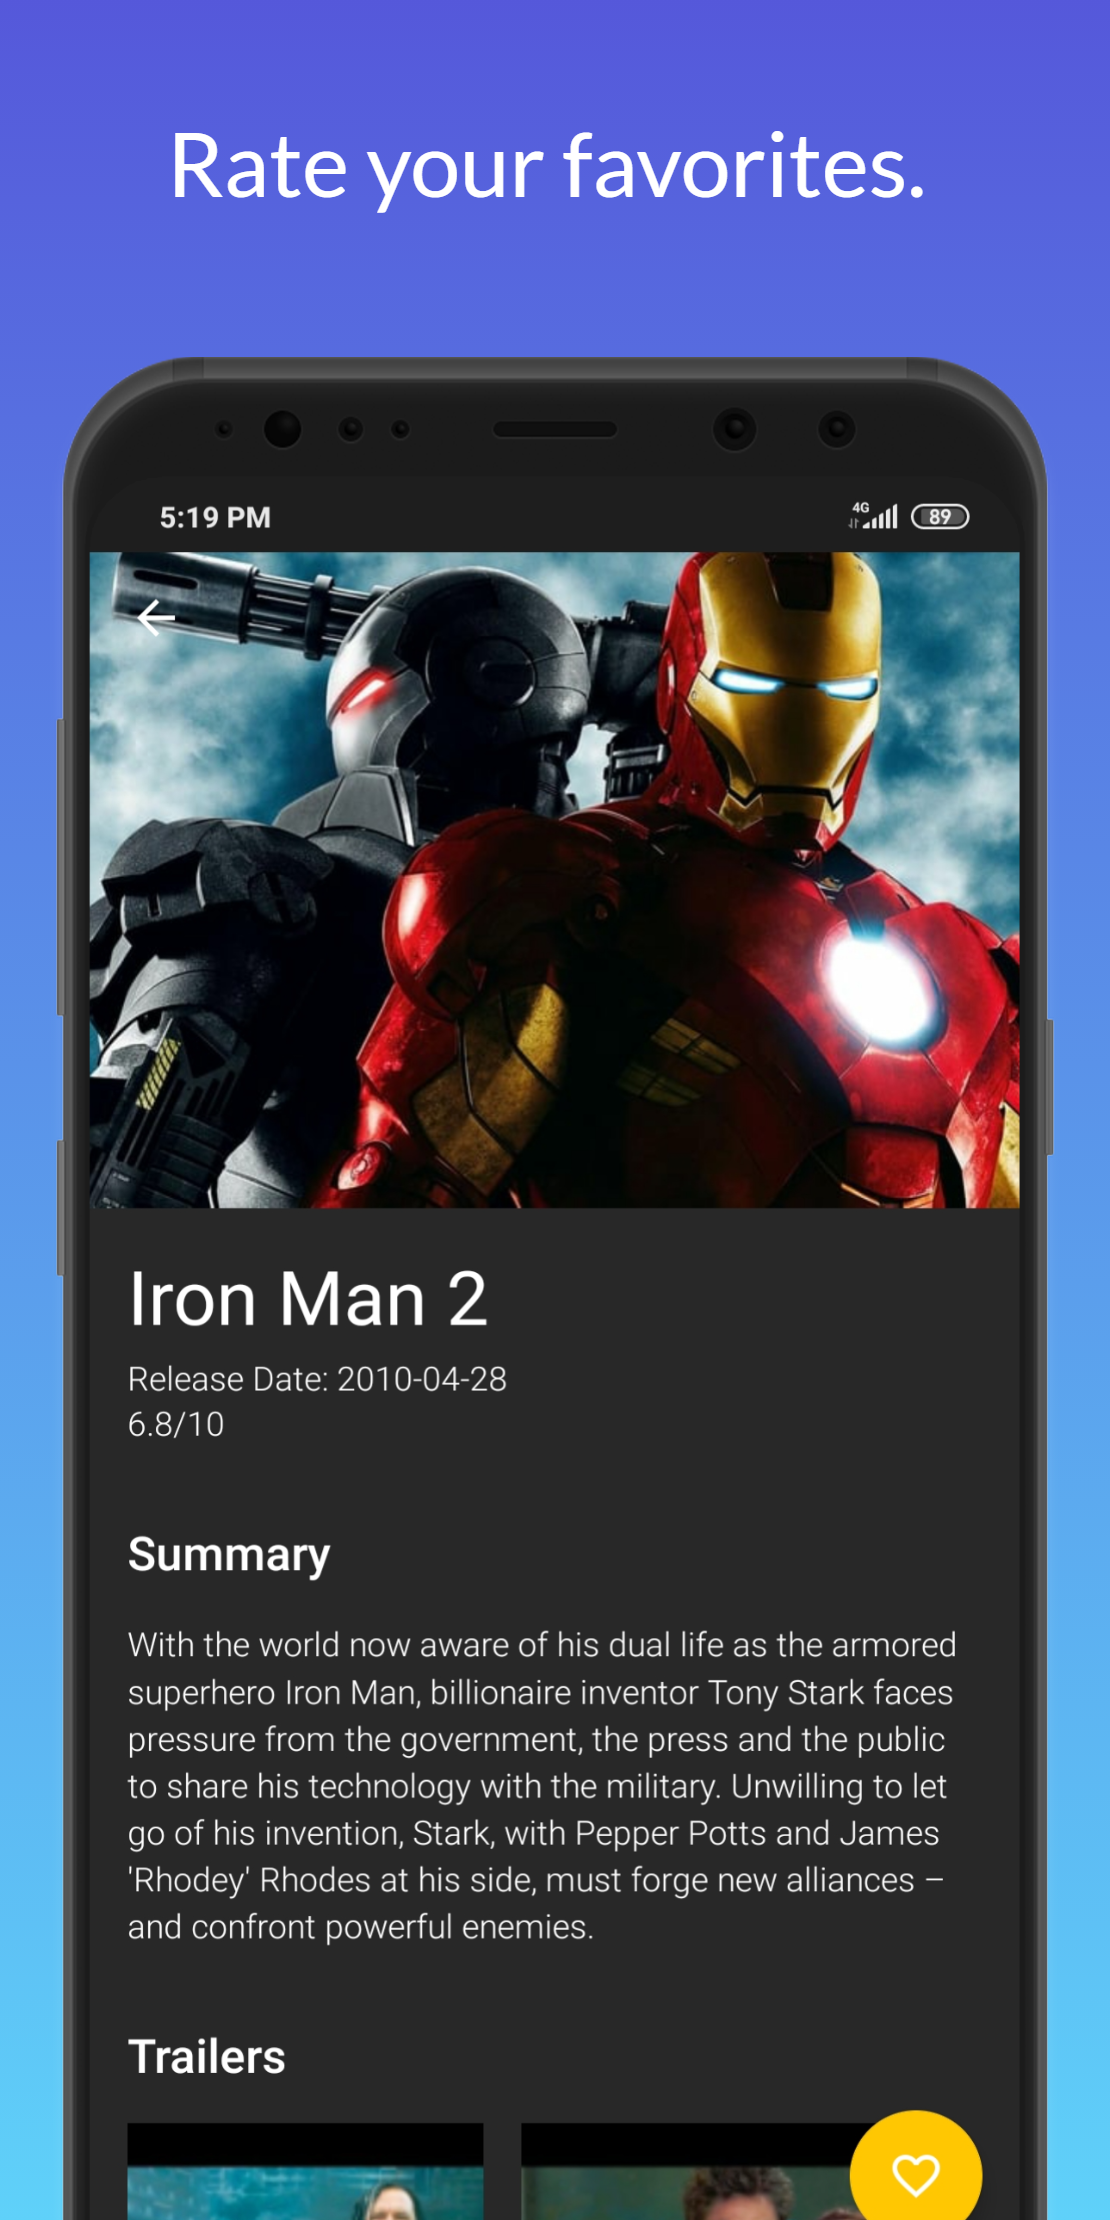 Rate your favorites.
5:19 PM
4G
89
Iron Man 2
Release Date: 2010-04-28
6.8/10
Summary
With the world now aware of his dual life as the armored
superhero Iron Man, billionaire inventor Tony Stark faces
pressure from the government, the press and the public
to share his technology with the military. Unwilling to let
go of his invention, Stark, with Pepper Potts and James
'Rhodey' Rhodes at his side, must forge new alliances –
and confront powerful enemies.
Trailers